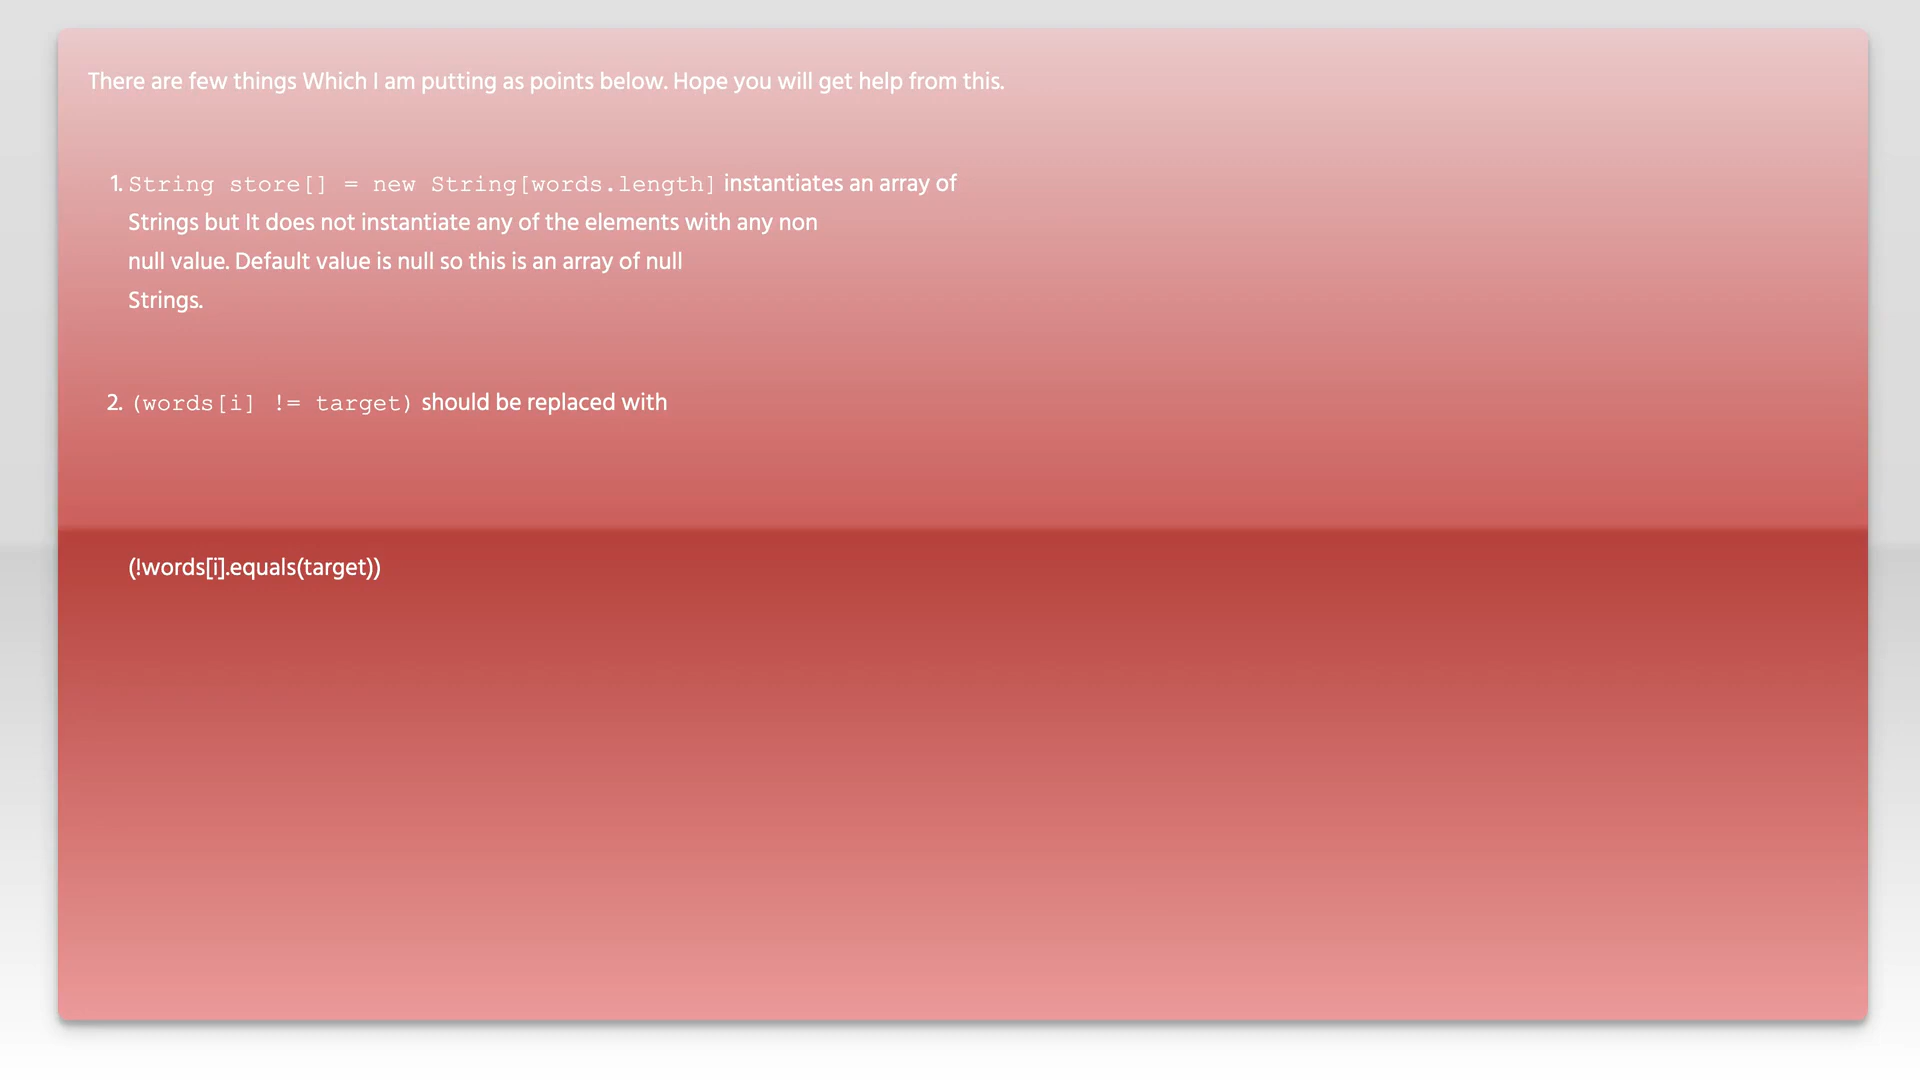 There are few things Which I am putting as points below. Hope you will get help from this.
1. String store[] = new String[words.length] instantiates an array of
Strings but It does not instantiate any of the elements with any non
null value. Default value is null so this is an array of null
Strings.
2. (words[i] != target) should be replaced with
(!words[i].equals(target))